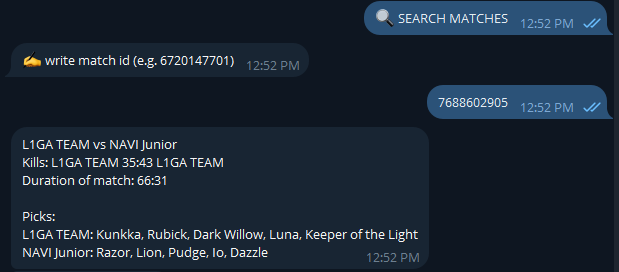 🔍 SEARCH MATCHES 12:52 PM
✍ write match id (e.g. 6720147701) 12:52 PM
7688602905 12:52 PM
L1GA TEAM vs NAVI Junior
Kills: L1GA TEAM 35:43 L1GA TEAM
Duration of match: 66:31
Picks:
L1GA TEAM: Kunkka, Rubick, Dark Willow, Luna, Keeper of the Light
NAVI Junior: Razor, Lion, Pudge, Io, Dazzle
12:52 PM